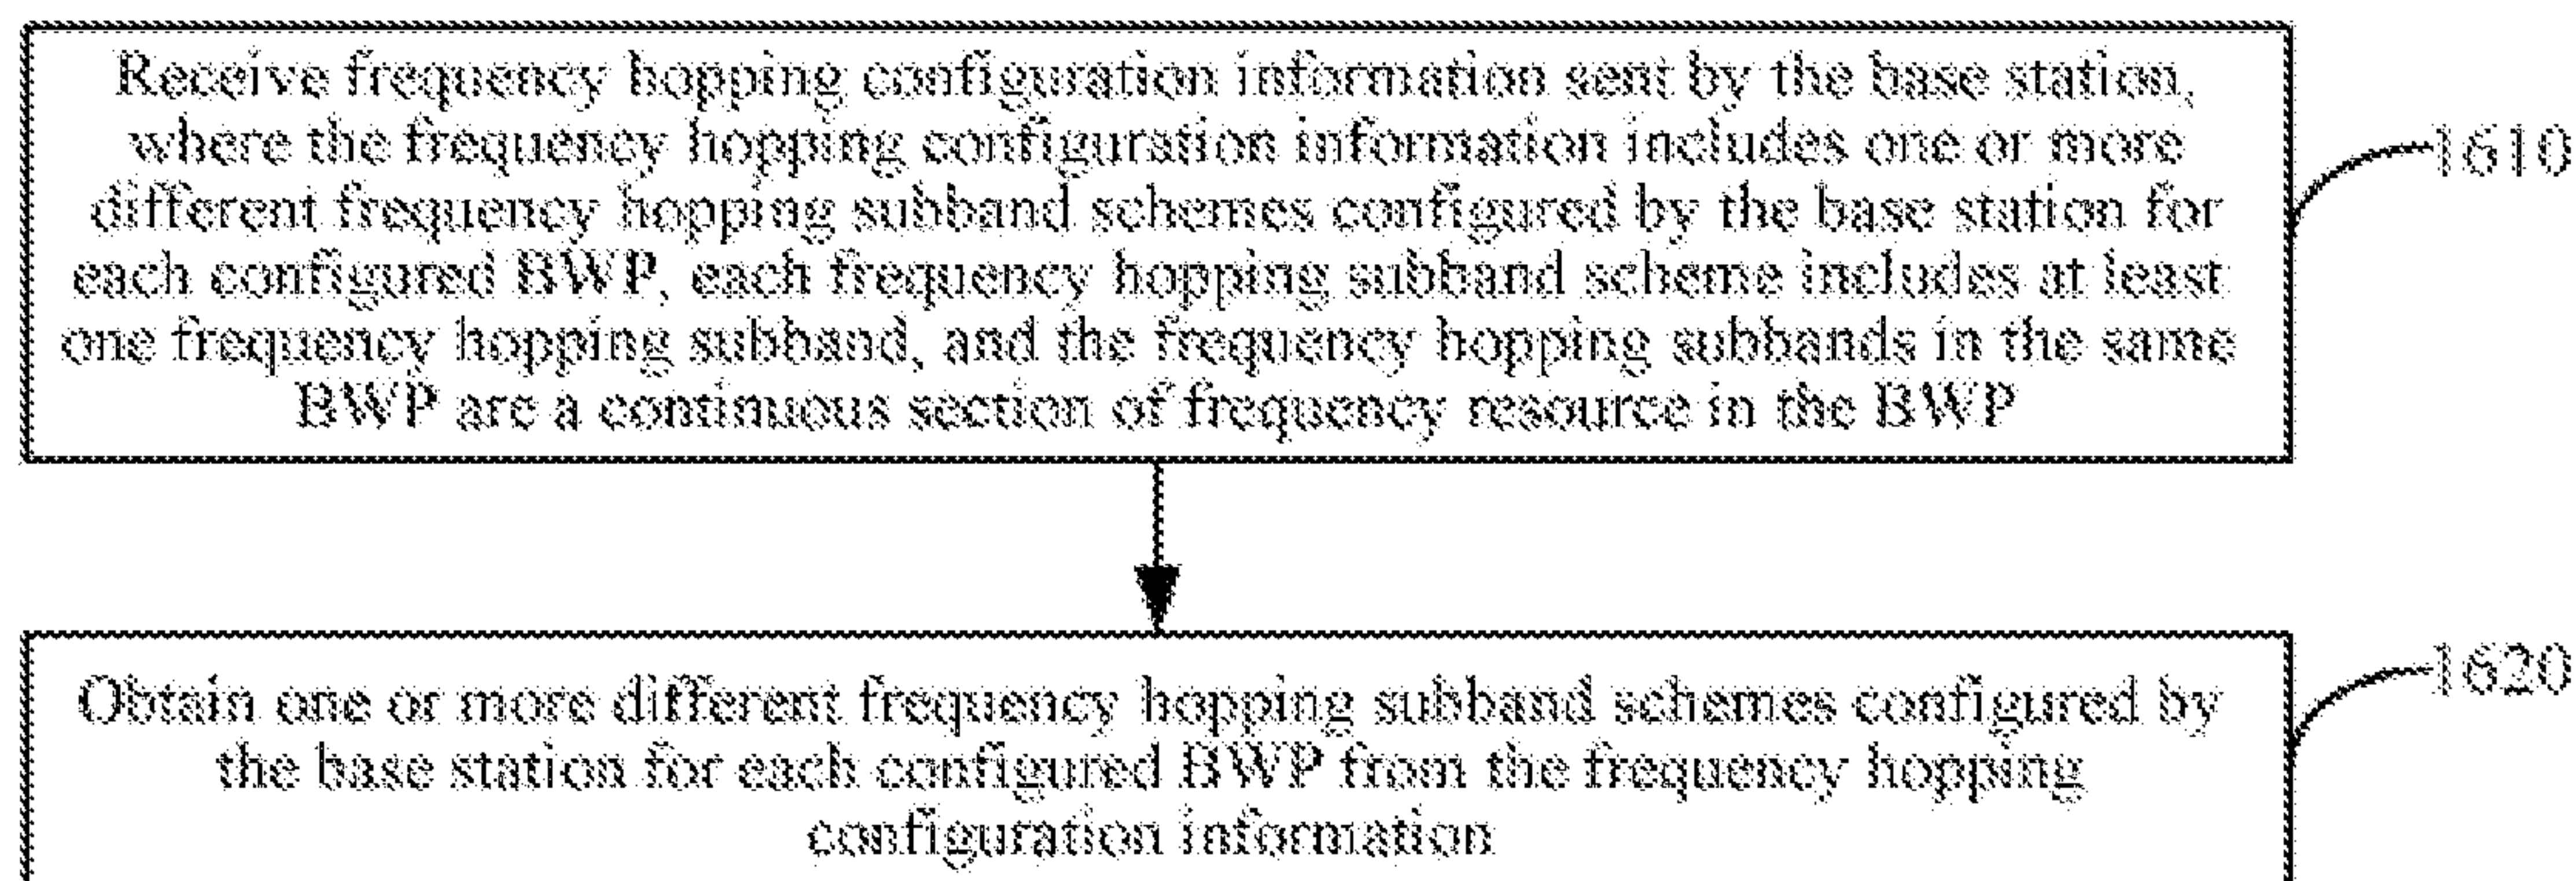 Receive frequency hopping configuration information sent by the base station,
where the frequency hopping configuration information includes one or more
different frequency hopping subband schemes configured by the base station for
each configured BWP, each frequency hopping subband scheme includes at least
one frequency hopping subband, and the frequency hopping subbands in the same
BWP are a continuous section of frequency resource in the BWP
1610
Obtain one or more different frequency hopping subband schemes configured by
the base station for each configured BWP from the frequency hopping
configuration information
1620